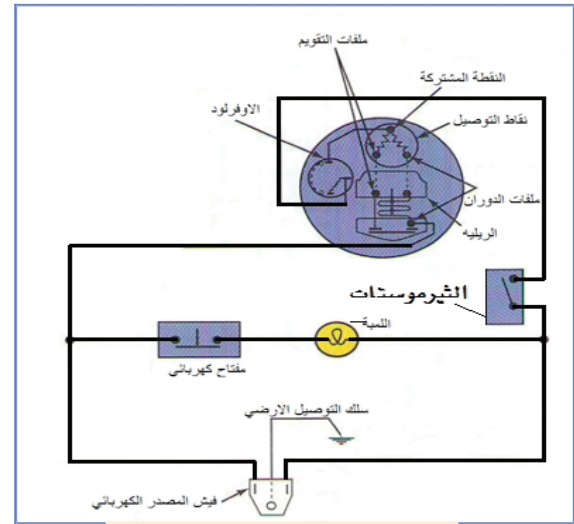 ملفات التقويم
النقطة المشتركة
نقاط التوصيل
الاوفرلود
ملفات الدوران
الريليه
الثيرموستات
اللمبة
مفتاح كهربائي
سلك التوصيل الارضي
فيش المصدر الكهربائي